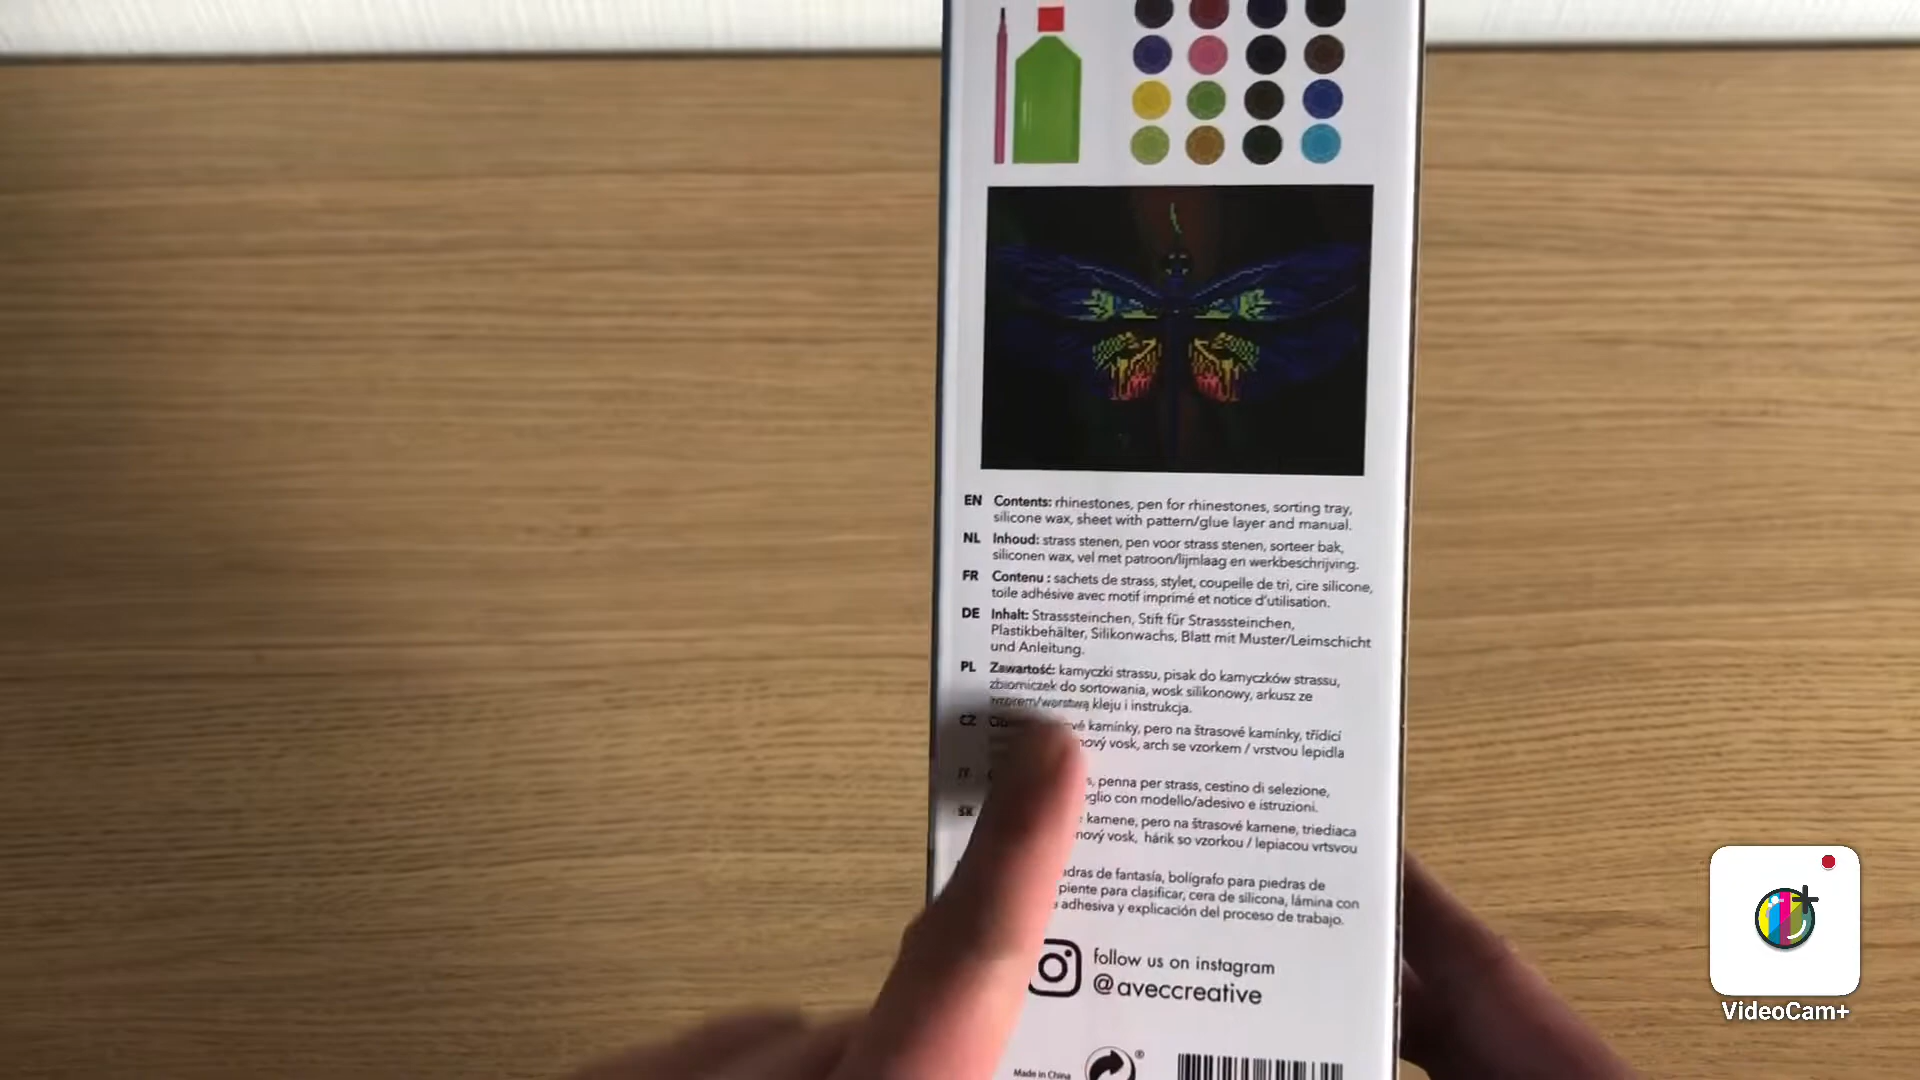 EN Contents: rhinestones, pen for rhinestones, sorting tray,
silicone wax, sheet with pattern/glue layer and manual.
NL Inhoud: strass stenen, pen voor strass stenen, sorteer bak,
siliconen wax, vel met patroon/lijmlaag en werkbeschrijving.
FR Contenu : sachets de strass, stylet, coupelle de tri, cire silicone,
toile adhésive avec motif imprimé et notice d'utilisation.
DE Inhalt: Strasssteinchen, Stift für Strasssteinchen,
Plastikbehälter, Silikonwachs, Blatt mit Muster/Leimschicht
und Anleitung.
PL Zawartość: kamyczki strassu, pisak do kamyczków strassu,
zbiorniczek do sortowania, wosk silikonowy, arkusz ze
kleju i instrukcja.
CZ kamínky, pero na štrasové kamínky, třídící
vosk, arch se vzorkem / vrstvou lepidla
IT penna per strass, cestino di selezione,
con modello/adesivo e istruzioni.
SK kamene, pero na štrasové kamene, triediaca
vosk, hárik so vzorku / lepiacou vrtsvou
de fantasía, bolígrafo para piedras de
para clasificar, cera de silicona, lámina con
adhesiva y explicación del proceso de trabajo.
follow us on instagram
@aveccreative
Made in China ®
VideoCam+